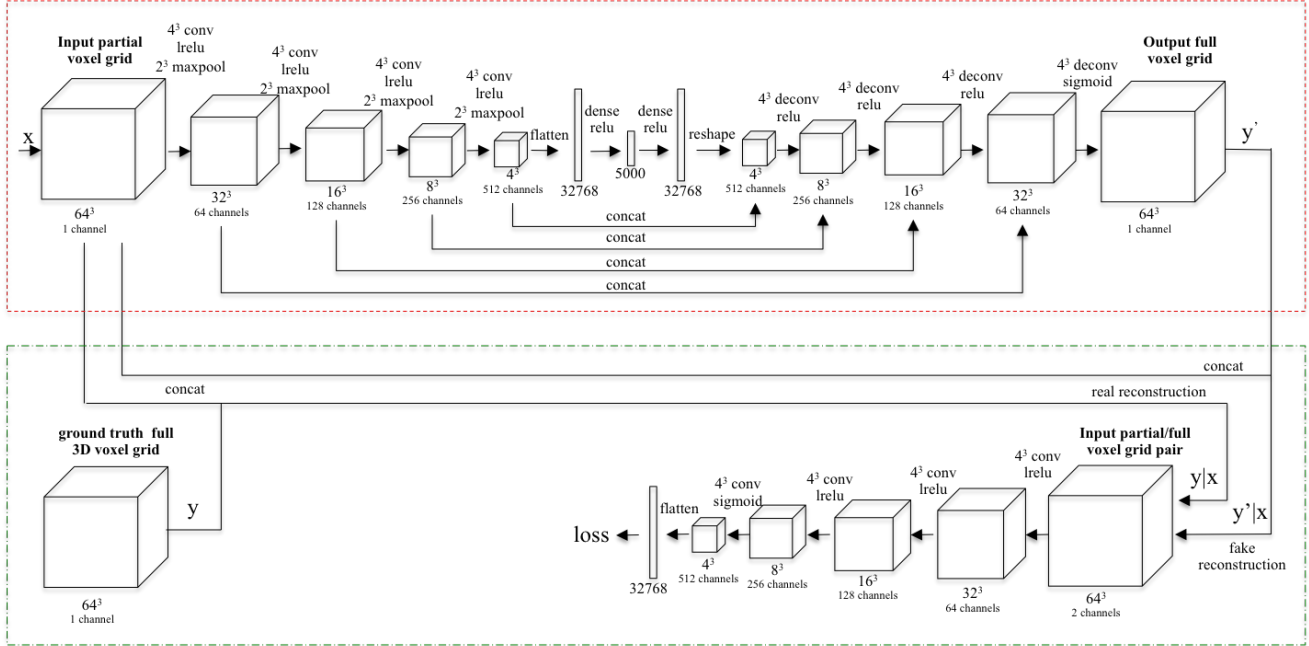 Input partial
voxel grid
4³ conv
lrelu
2³ maxpool
4³ conv
lrelu
2³ maxpool
4³ conv
lrelu
2³ maxpool
4³ conv
lrelu
2³ maxpool
flatten
dense
relu
dense
relu
reshape
4³ deconv
relu
4³ deconv
relu
4³ deconv
relu
4³ deconv
sigmoid
Output full
voxel grid
x
y'
64³
1 channel
32³
64 channels
16³
128 channels
8³
256 channels
4³
512 channels
32768
5000
32768
4³
512 channels
8³
256 channels
16³
128 channels
32³
64 channels
64³
1 channel
concat
concat
concat
concat
concat
concat
real reconstruction
ground truth full
3D voxel grid
y
64³
1 channel
Input partial/full
voxel grid pair
4³ conv
lrelu
4³ conv
lrelu
4³ conv
lrelu
4³ conv
sigmoid
flatten
loss
y|x
y'|x
fake
reconstruction
32768
4³
512 channels
8³
256 channels
16³
128 channels
32³
64 channels
64³
2 channels